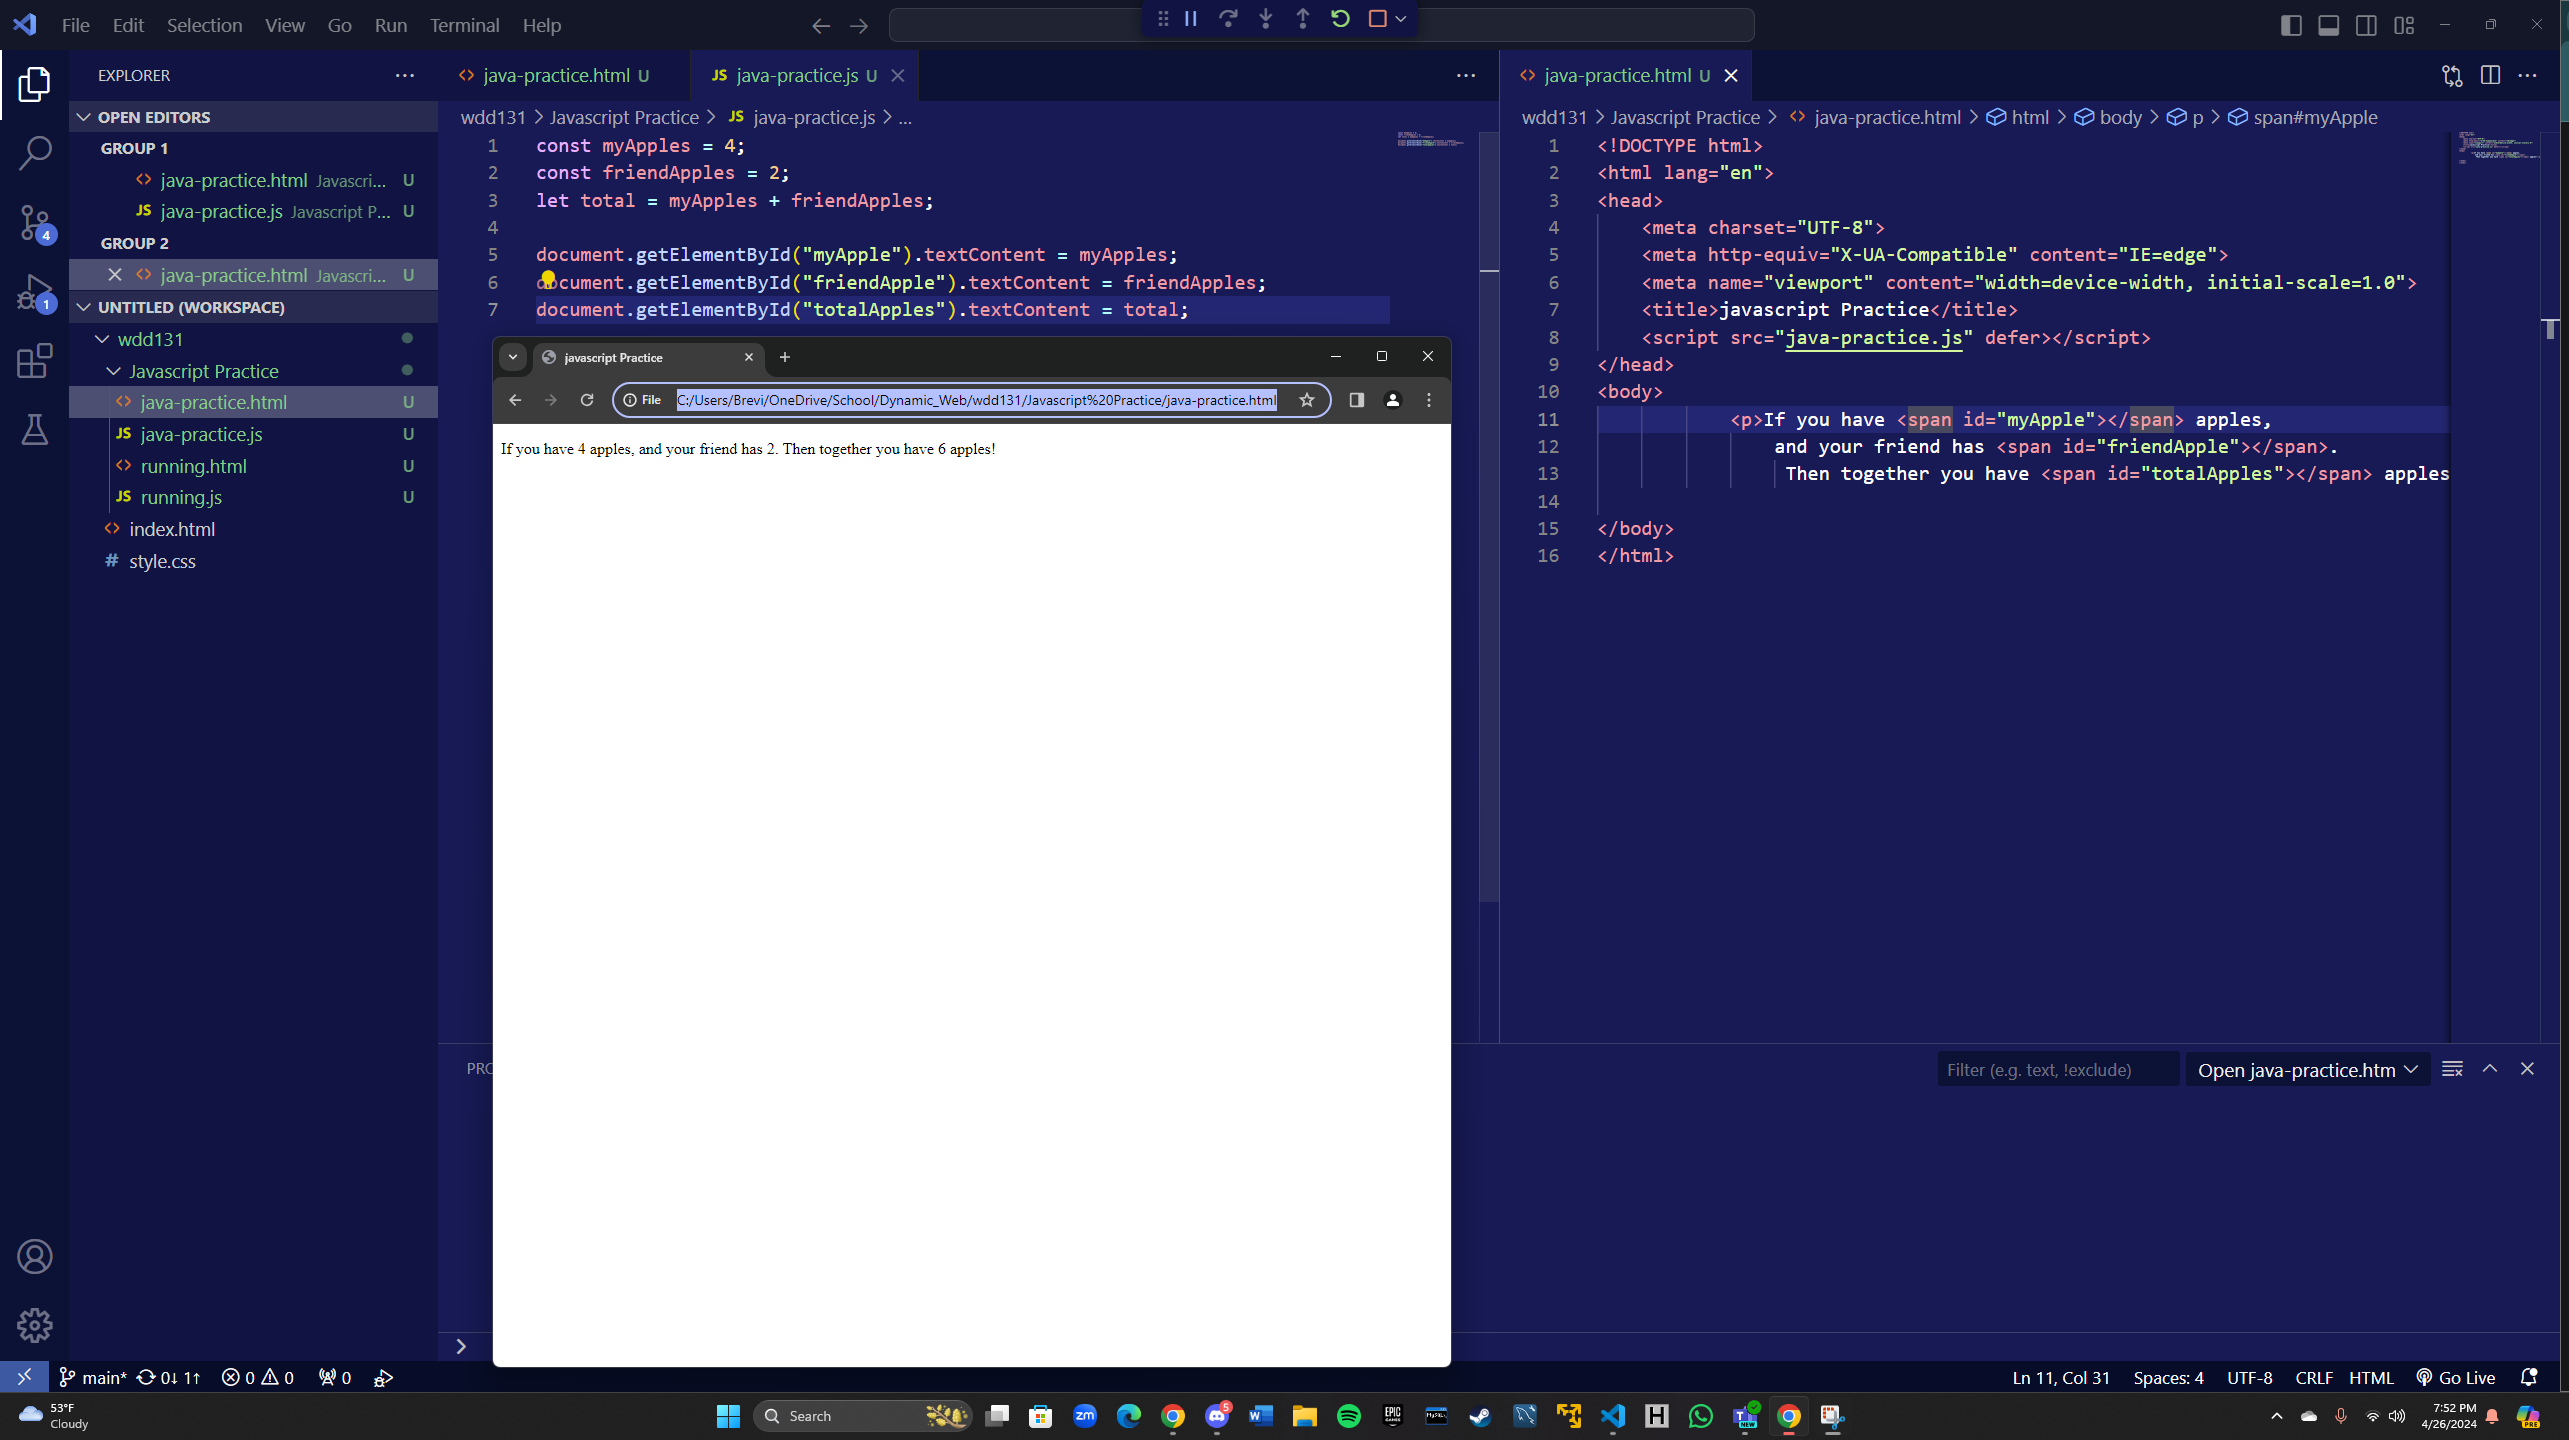 File Edit Selection View Go Run Terminal Help
EXPLORER
OPEN EDITORS
GROUP 1
java-practice.html Javascri... U
java-practice.js Javascript P... U
GROUP 2
java-practice.html Javascri... U
UNTITLED (WORKSPACE)
wdd131
Javascript Practice
java-practice.html U
java-practice.js U
running.html U
running.js U
index.html
style.css
4
1
java-practice.html U
JS java-practice.js U
wdd131 > Javascript Practice > JS java-practice.js > ...
1 const myApples = 4;
2 const friendApples = 2;
3 let total = myApples + friendApples;
4
5 document.getElementById("myApple").textContent = myApples;
6 document.getElementById("friendApple").textContent = friendApples;
7 document.getElementById("totalApples").textContent = total;
javascript Practice
File C:/Users/Brevi/OneDrive/School/Dynamic_Web/wdd131/Javascript%20Practice/java-practice.html
If you have 4 apples, and your friend has 2. Then together you have 6 apples!
java-practice.html U
wdd131 > Javascript Practice > java-practice.html > html > body > p > span#myApple
1 <!DOCTYPE html>
2 <html lang="en">
3 <head>
4 <meta charset="UTF-8">
5 <meta http-equiv="X-UA-Compatible" content="IE=edge">
6 <meta name="viewport" content="width=device-width, initial-scale=1.0">
7 <title>javascript Practice</title>
8 <script src="java-practice.js" defer></script>
9 </head>
10 <body>
11 <p>If you have <span id="myApple"></span> apples,
12 and your friend has <span id="friendApple"></span>.
13 Then together you have <span id="totalApples"></span> apples
14
15 </body>
16 </html>
PRO
Filter (e.g. text, !exclude)
Open java-practice.htm
main* 0↓ 1↑ 0 0 0
Ln 11, Col 31 Spaces: 4 UTF-8 CRLF HTML Go Live
53°F
Cloudy
Search
zm
5
EPIC GAMES
NEW
7:52 PM
4/26/2024
PRE